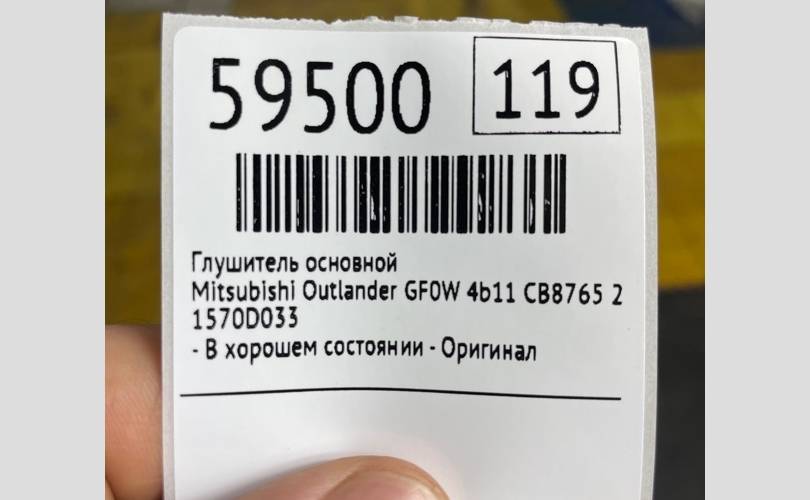 59500
119
Глушитель основной
Mitsubishi Outlander GF0W 4b11 CB8765 2
1570D033
- В хорошем состоянии - Оригинал